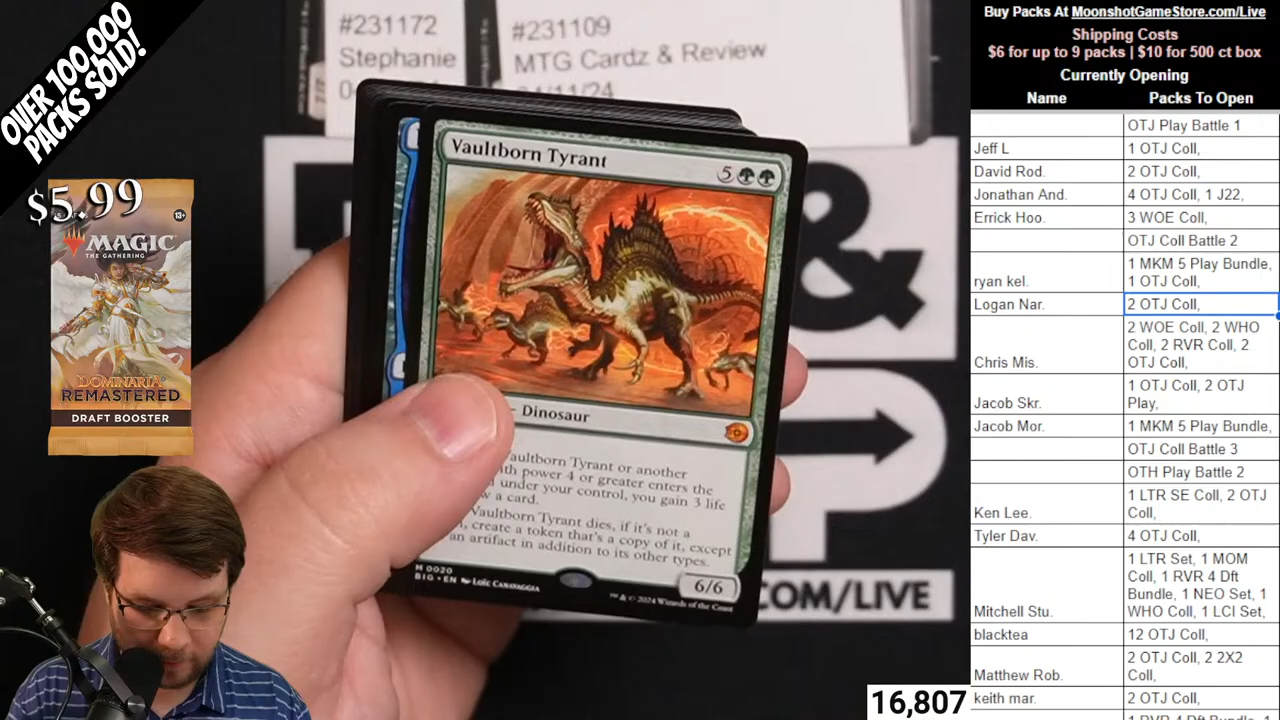 OVER 100,000
PACKS SOLD!
$5.99
13+
MAGIC
THE GATHERING
DOMINARIA
REMASTERED
DRAFT BOOSTER
#231172
Stephanie
#231109
MTG Cardz & Review
04/11/24
Vaultborn Tyrant
5
Dinosaur
Vaultborn Tyrant or another
power 4 or greater enters the
under your control, you gain 3 life
a card.
Vaultborn Tyrant dies, if it's not a
create a token that's a copy of it, except
an artifact in addition to its other types.
M 0020
BIG • EN
™ & © 2024 Wizards of the Coast
6/6
COM/LIVE
16,807
Buy Packs At MoonshotGameStore.com/Live
Shipping Costs
$6 for up to 9 packs | $10 for 500 ct box
Currently Opening
Name Packs To Open
OTJ Play Battle 1
Jeff L 1 OTJ Coll,
David Rod. 2 OTJ Coll,
Jonathan And. 4 OTJ Coll, 1 J22,
Errick Hoo. 3 WOE Coll,
OTJ Coll Battle 2
1 MKM 5 Play Bundle,
ryan kel. 1 OTJ Coll,
Logan Nar. 2 OTJ Coll,
2 WOE Coll, 2 WHO
Coll, 2 RVR Coll, 2
Chris Mis. OTJ Coll,
1 OTJ Coll, 2 OTJ
Jacob Skr. Play,
Jacob Mor. 1 MKM 5 Play Bundle,
OTJ Coll Battle 3
OTH Play Battle 2
1 LTR SE Coll, 2 OTJ
Ken Lee. Coll,
Tyler Dav. 4 OTJ Coll,
1 LTR Set, 1 MOM
Coll, 1 RVR 4 Dft
Bundle, 1 NEO Set, 1
Mitchell Stu. WHO Coll, 1 LCI Set,
blacktea 12 OTJ Coll,
2 OTJ Coll, 2 2X2
Matthew Rob. Coll,
keith mar. 2 OTJ Coll,